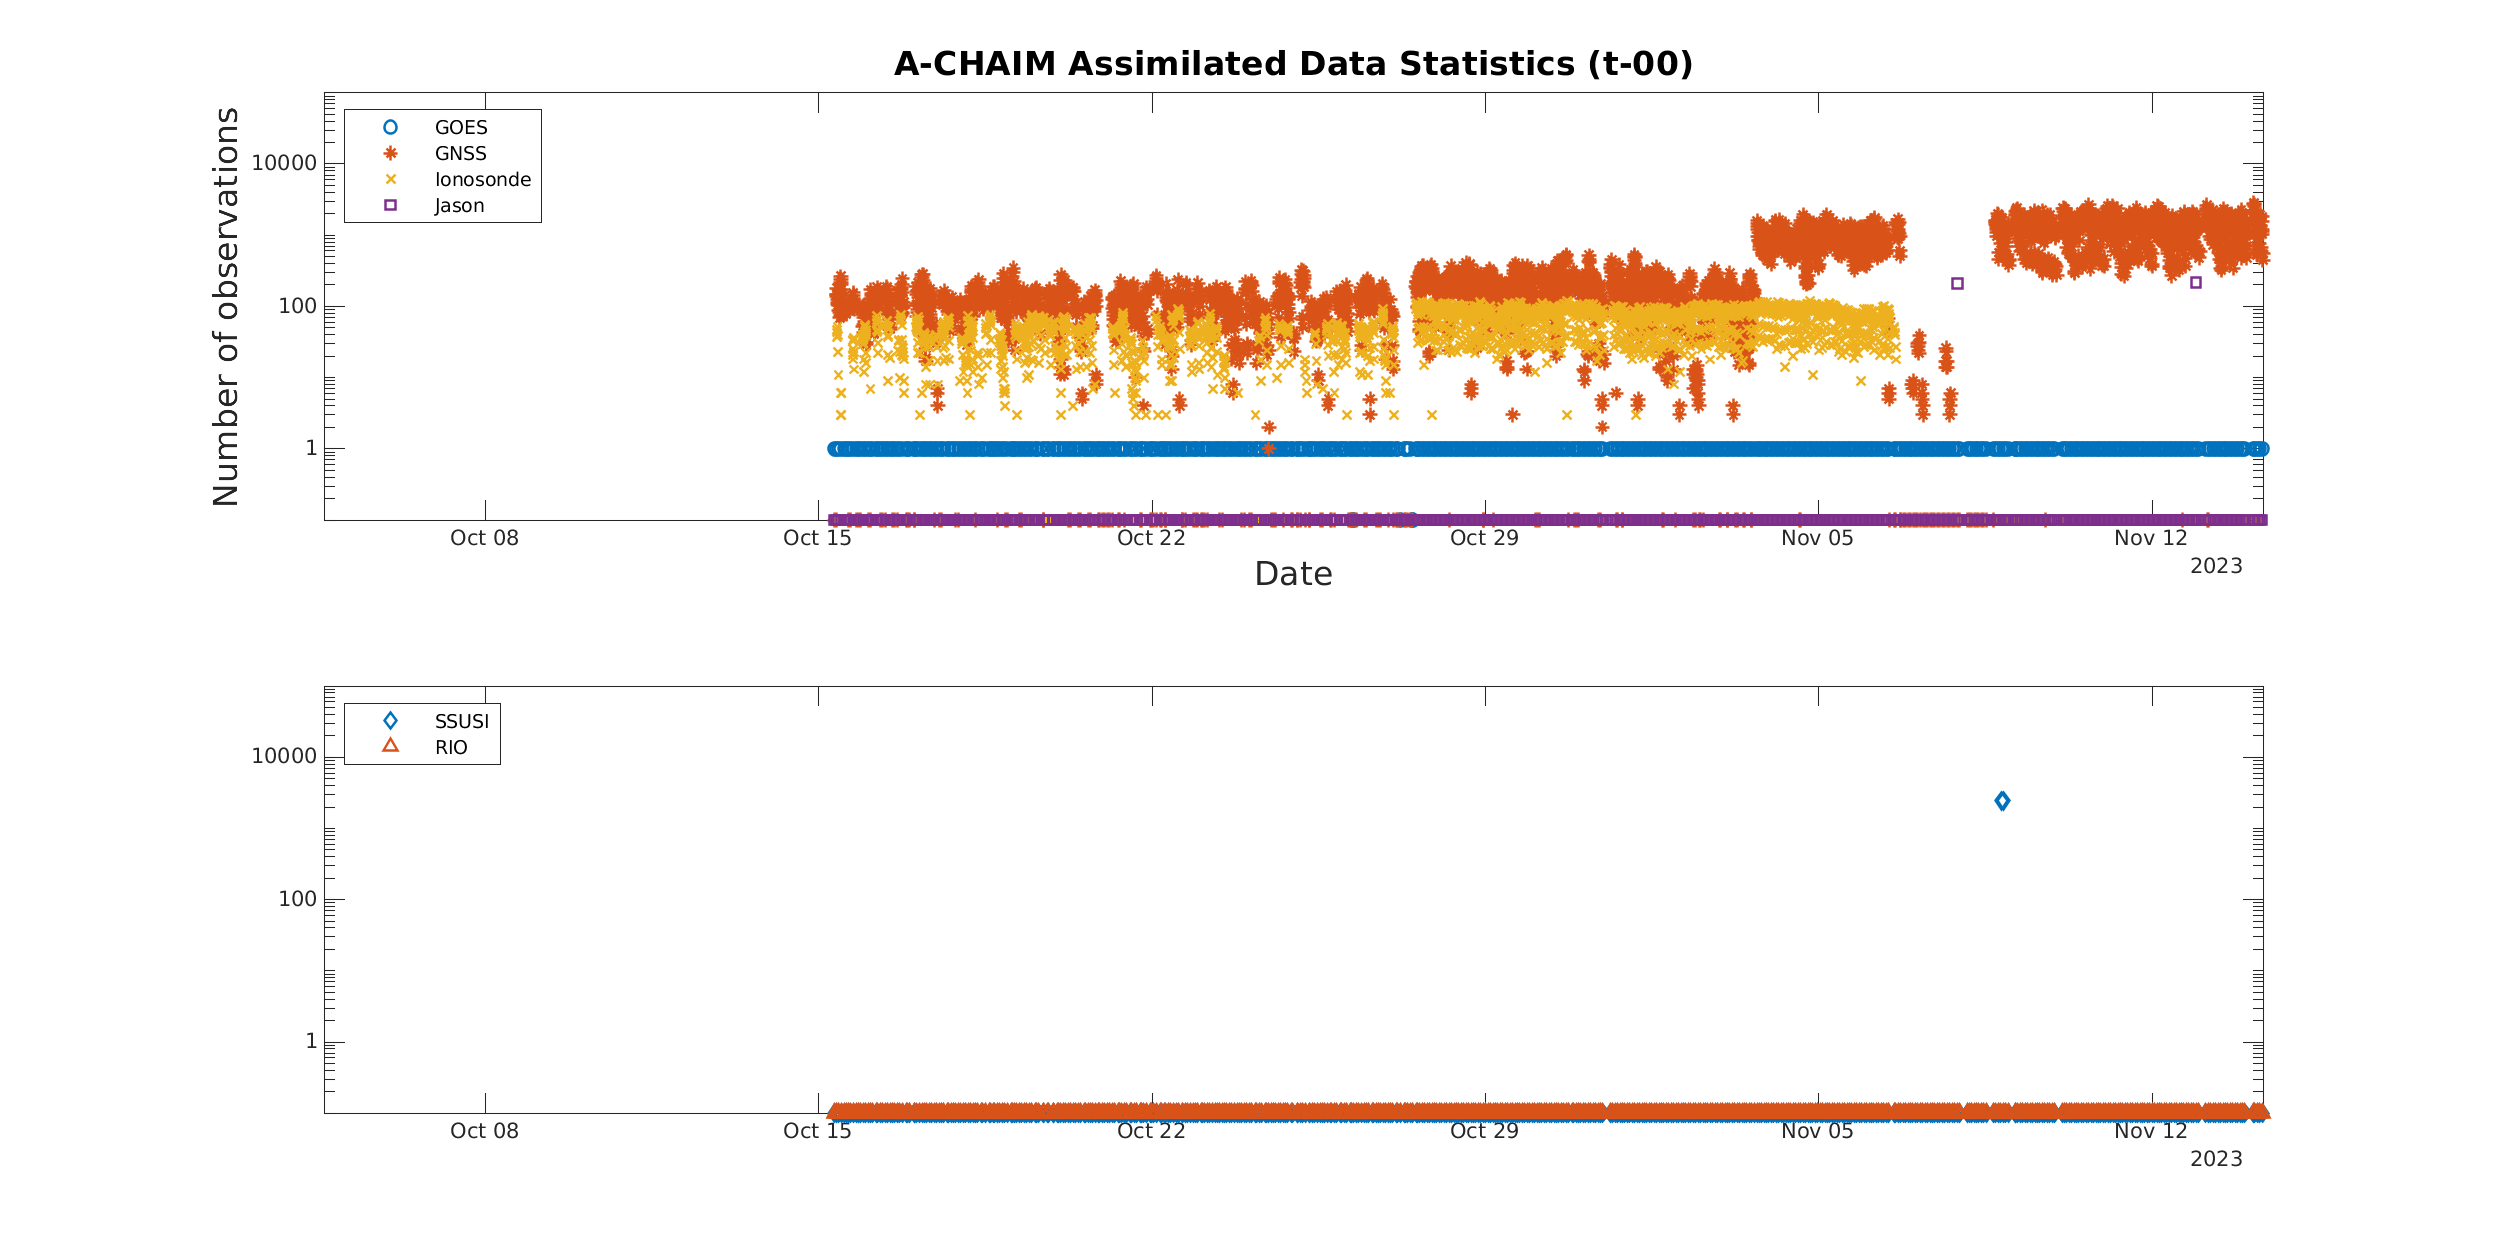 A-CHAIM Assimilated Data Statistics (t-00)
Number of observations
GOES
GNSS
Ionosonde
Jason
10000
100
1
Oct 08
Oct 15
Oct 22
Oct 29
Nov 05
Nov 12
2023
Date
SSUSI
RIO
10000
100
1
Oct 08
Oct 15
Oct 22
Oct 29
Nov 05
Nov 12
2023